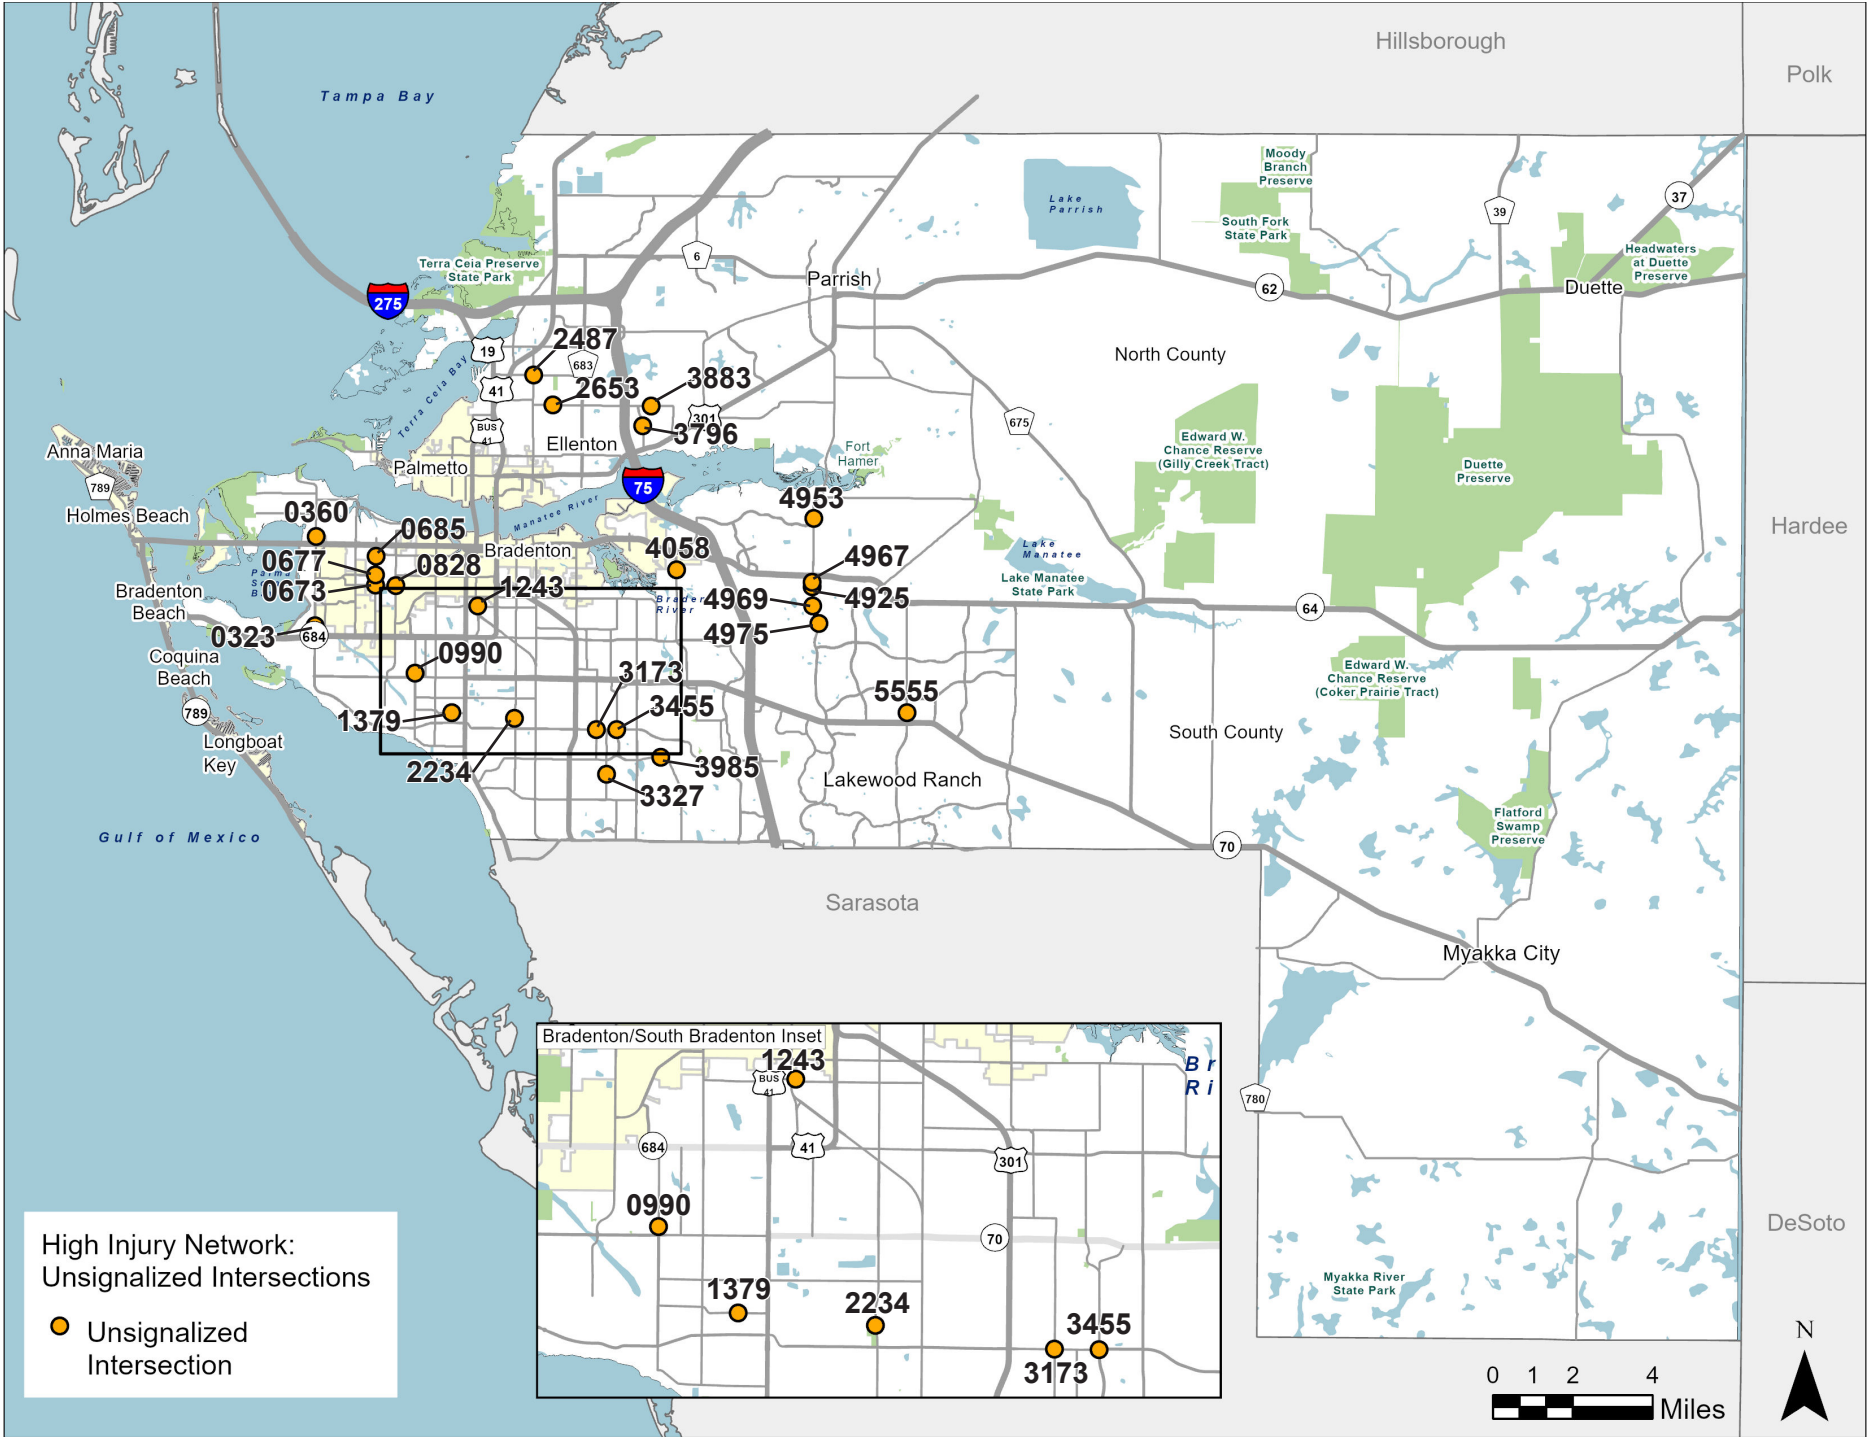 Hillsborough
Polk
Tampa Bay
Moody
Branch
Preserve
37
Lake
Parrish
39
South Fork
State Park
Headwaters
at Duette
Preserve
6
Terra Ceia Preserve
State Park
Parrish
62
Duette
275
2487
19
683
North County
Terra Ceia Bay
41
2653
3883
301
675
BUS
41
3796
Ellenton
Edward W.
Chance Reserve
(Gilly Creek Tract)
Fort
Hamer
Duette
Preserve
Anna Maria
Palmetto
789
75
Holmes Beach
4953
0360
Manatee River
0685
Hardee
Bradenton
4058
Lake
Manatee
0677
0828
4967
0673
1243
Lake Manatee
State Park
Bradenton
Beach
4969
4925
64
River
0323
684
4975
Coquina
Beach
0990
3173
Edward W.
Chance Reserve
(Coker Prairie Tract)
5555
789
1379
3455
South County
Longboat
Key
2234
3985
Lakewood Ranch
3327
Gulf of Mexico
Flatford
Swamp
Preserve
70
Sarasota
Myakka City
Bradenton/South Bradenton Inset
1243
BUS
41
Br
Ri
780
684
41
301
0990
70
DeSoto
High Injury Network:
Unsignalized Intersections
1379
2234
Myakka River
State Park
3455
Unsignalized
Intersection
3173
N
0 1 2 4
Miles